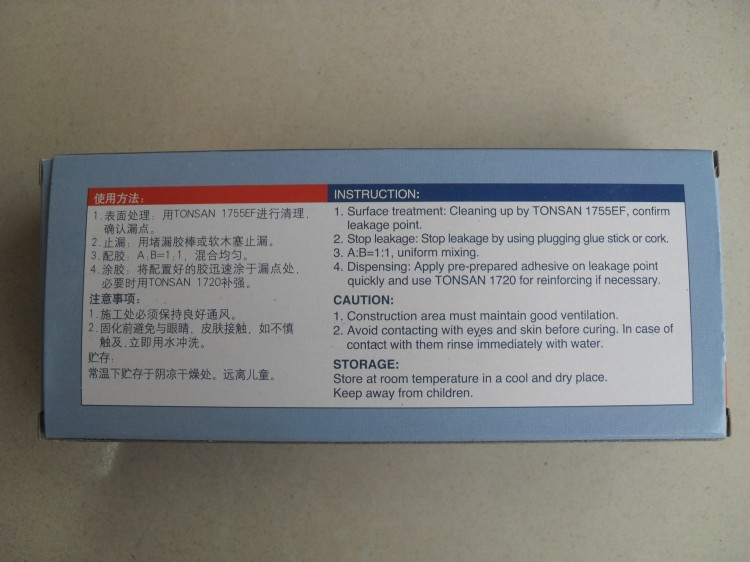 使用方法:
1.表面处理: 用TONSAN 1755EF进行清理,
确认漏点。
2.止漏: 用堵漏胶棒或软木塞止漏。
3.配胶: A:B=1:1, 混合均匀。
4.涂胶: 将配置好的胶迅速涂于漏点处,
必要时用TONSAN 1720补强。
注意事项:
1.施工处必须保持良好通风。
2.固化前避免与眼睛、皮肤接触, 如不慎
触及,立即用水冲洗。
贮存:
常温下贮存于阴凉干燥处。远离儿童。
INSTRUCTION:
1. Surface treatment: Cleaning up by TONSAN 1755EF, confirm
leakage point.
2. Stop leakage: Stop leakage by using plugging glue stick or cork.
3. A:B=1:1, uniform mixing.
4. Dispensing: Apply pre-prepared adhesive on leakage point
quickly and use TONSAN 1720 for reinforcing if necessary.
CAUTION:
1. Construction area must maintain good ventilation.
2. Avoid contacting with eyes and skin before curing. In case of
contact with them rinse immediately with water.
STORAGE:
Store at room temperature in a cool and dry place.
Keep away from children.